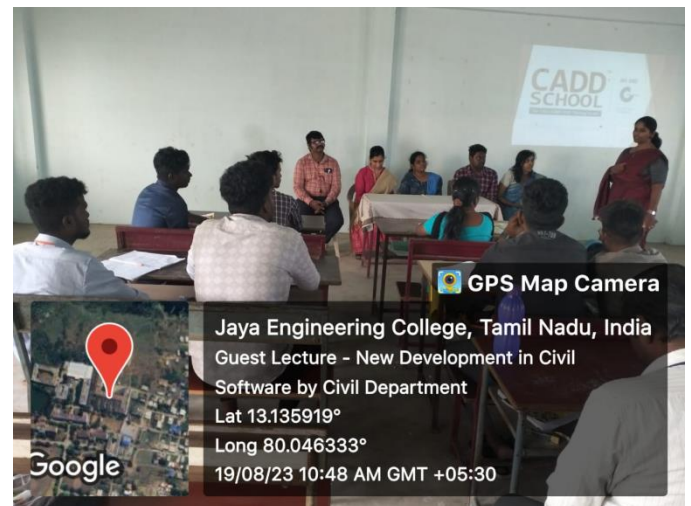 CADD
SCHOOL
GPS Map Camera
Jaya Engineering College, Tamil Nadu, India
Guest Lecture - New Development in Civil
Software by Civil Department
Lat 13.135919°
Long 80.046333°
19/08/23 10:48 AM GMT +05:30
Google